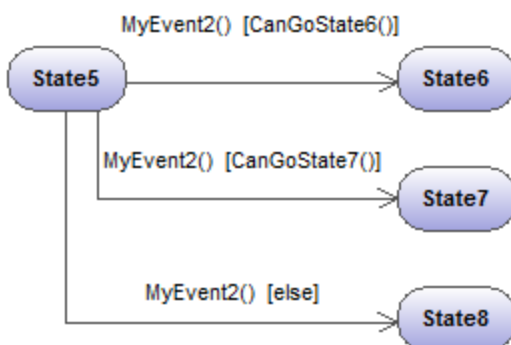 MyEvent2() [CanGoState6()]
State5
State6
MyEvent2() [CanGoState7()]
State7
MyEvent2() [else]
State8